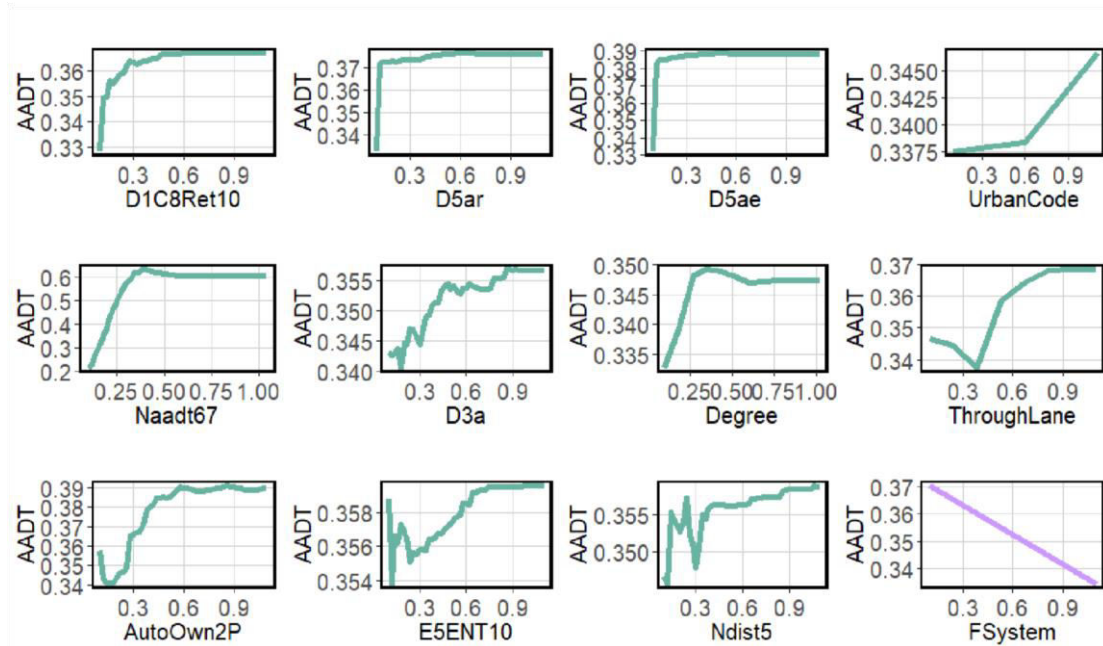 AADT
0.36
0.35
0.34
0.33
0.3 0.6 0.9
D1C8Ret10
AADT
0.37
0.36
0.35
0.34
0.3 0.6 0.9
D5ar
AADT
0.39
0.38
0.37
0.36
0.35
0.34
0.33
0.3 0.6 0.9
D5ae
AADT
0.3450
0.3425
0.3400
0.3375
0.3 0.6 0.9
UrbanCode
AADT
0.6
0.5
0.4
0.3
0.2
0.25 0.50 0.75 1.00
Naadt67
AADT
0.355
0.350
0.345
0.340
0.3 0.6 0.9
D3a
AADT
0.350
0.345
0.340
0.335
0.25 0.50 0.75 1.00
Degree
AADT
0.37
0.36
0.35
0.34
0.3 0.6 0.9
ThroughLane
AADT
0.39
0.38
0.37
0.36
0.35
0.34
0.3 0.6 0.9
AutoOwn2P
AADT
0.358
0.356
0.354
0.3 0.6 0.9
E5ENT10
AADT
0.355
0.350
0.3 0.6 0.9
Ndist5
AADT
0.37
0.36
0.35
0.34
0.3 0.6 0.9
FSystem